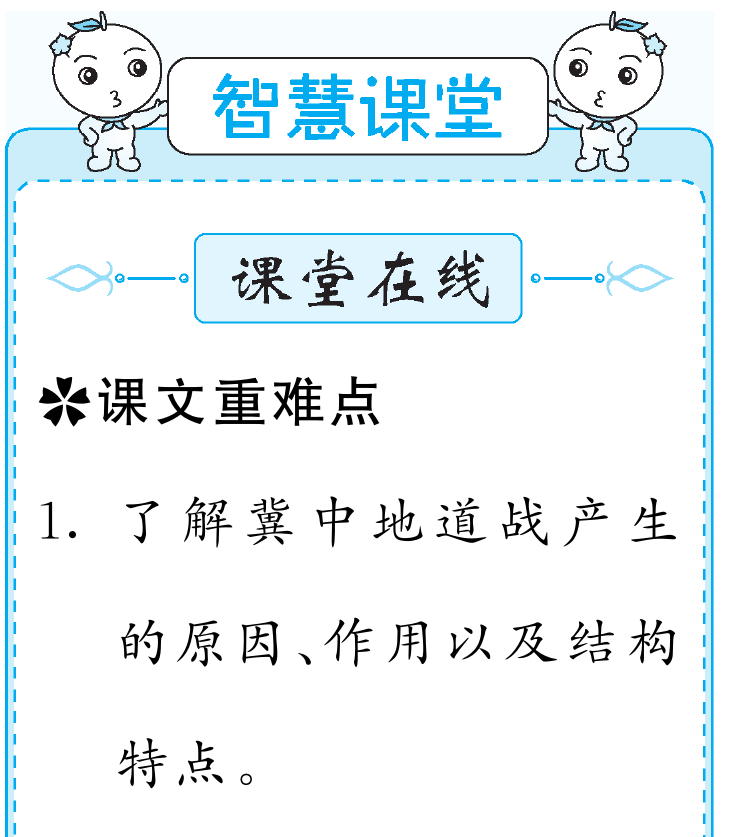 智慧课堂
课堂在线
课文重难点
1. 了解冀中地道战产生
的原因、作用以及结构
特点。